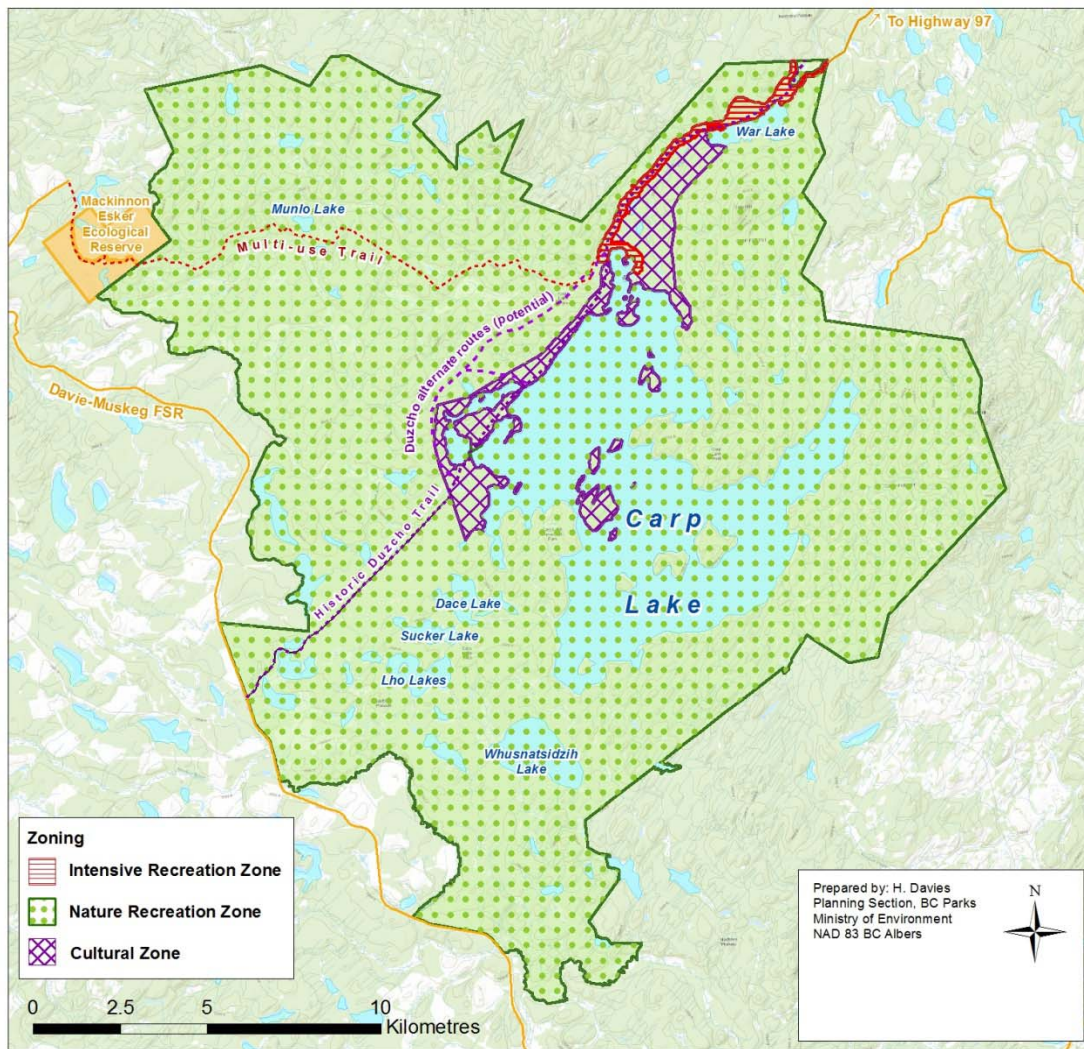 To Highway 97
War Lake
Mackinnon
Esker
Ecological
Reserve
Munlo Lake
Multi-use Trail
Duzcho alternate routes (Potential)
Davie-Muskeg FSR
Historic Duzcho Trail
Carp
Lake
Dace Lake
Sucker Lake
Lho Lakes
Whusnatsidzih
Lake
Zoning
Intensive Recreation Zone
Nature Recreation Zone
Cultural Zone
0 2.5 5 10
Kilometres
Prepared by: H. Davies
Planning Section, BC Parks
Ministry of Environment
NAD 83 BC Albers
N